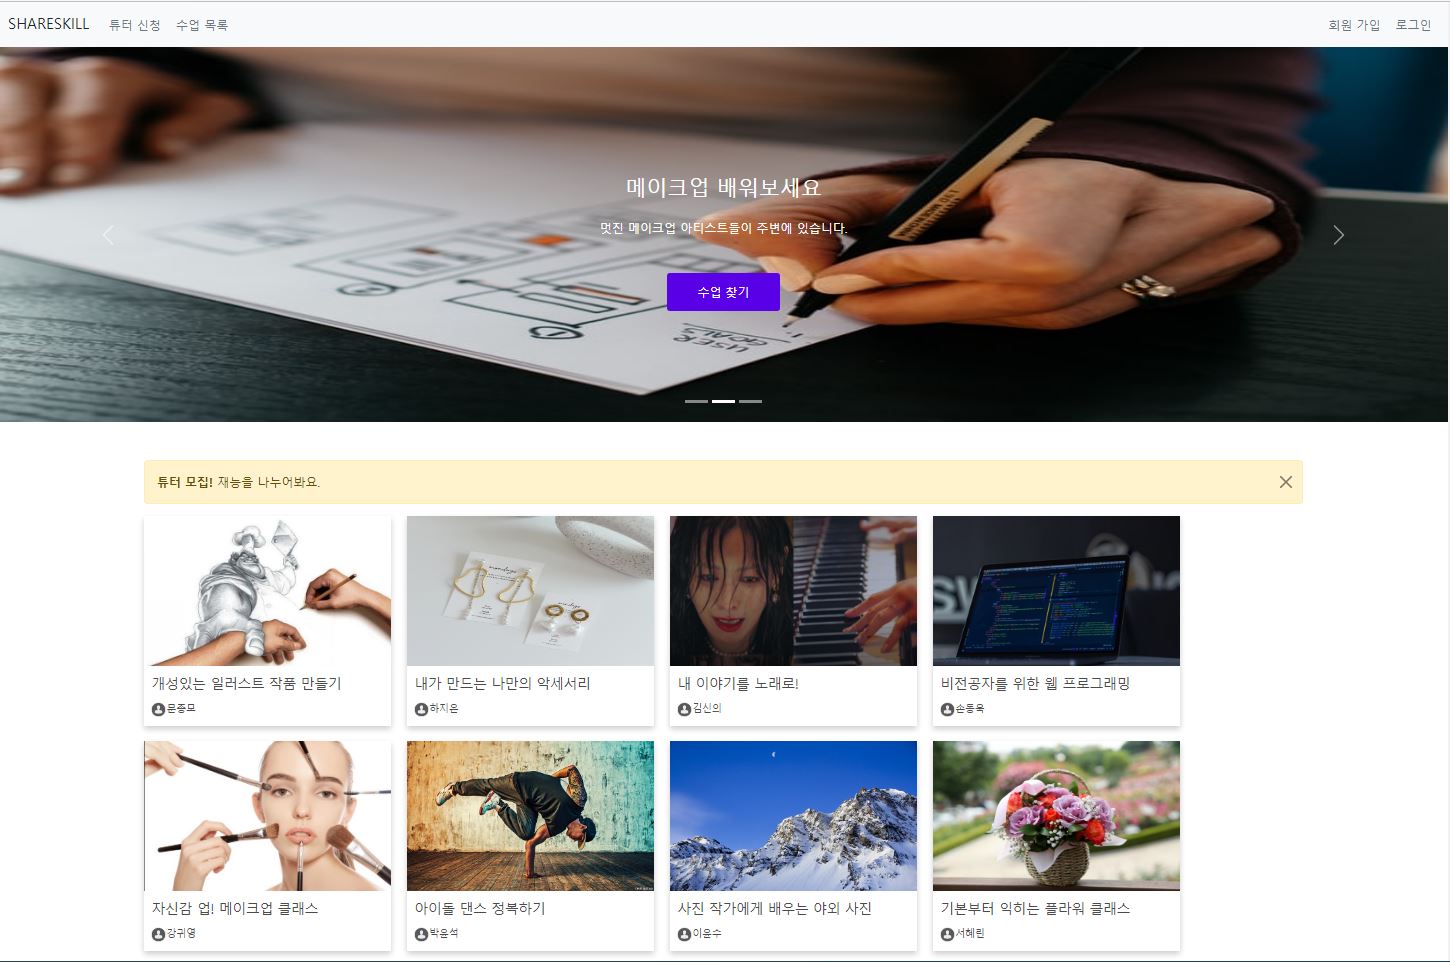 SHARESKILL 튜터 신청 수업 목록 회원 가입 로그인
메이크업 배워보세요
멋진 메이크업 아티스트들이 주변에 있습니다.
수업 찾기
USER
GOALS
튜터 모집! 재능을 나누어봐요.
개성있는 일러스트 작품 만들기
내가 만드는 나만의 악세서리
내 이야기를 노래로!
비전공자를 위한 웹 프로그래밍
문종모
하지은
김신의
손동욱
자신감 업! 메이크업 클래스
아이돌 댄스 정복하기
사진 작가에게 배우는 야외 사진
기본부터 익히는 플라워 클래스
강귀영
박윤석
이윤수
서혜린